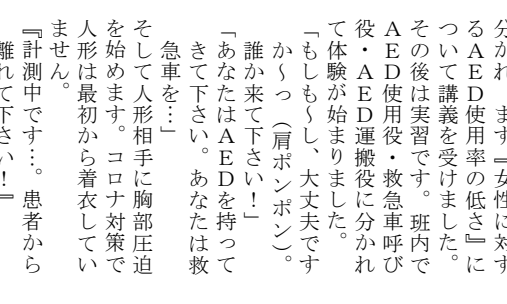 分かれ、まず『女性に対す
るAED使用率の低さ』に
ついて講義を受けました。
その後は実習です。班内で
AED使用役・救急車呼び
役・AED運搬役に分かれ
て体験が始まりました。
「もしも〜し、大丈夫です
か〜っ（肩ポンポン）。
誰か来て下さい！」
「あなたはAEDを持って
きて下さい。あなたは救
急車を…」
そして人形相手に胸部圧迫
を始めます。コロナ対策で
人形は最初から着衣してい
ません。
『計測中です…。患者から
離れて下さい！』